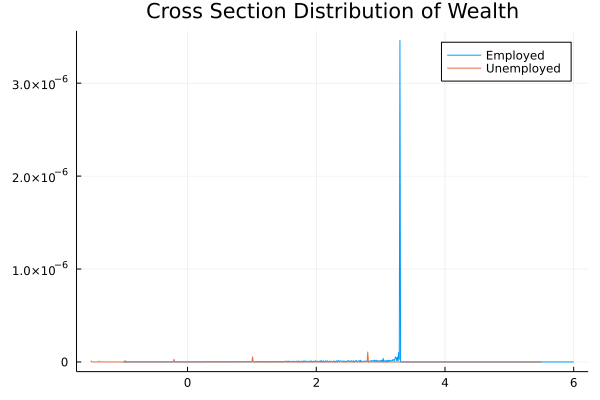 Cross Section Distribution of Wealth
Employed
Unemployed
3.0×10⁻⁶
2.0×10⁻⁶
1.0×10⁻⁶
0
0 2 4 6